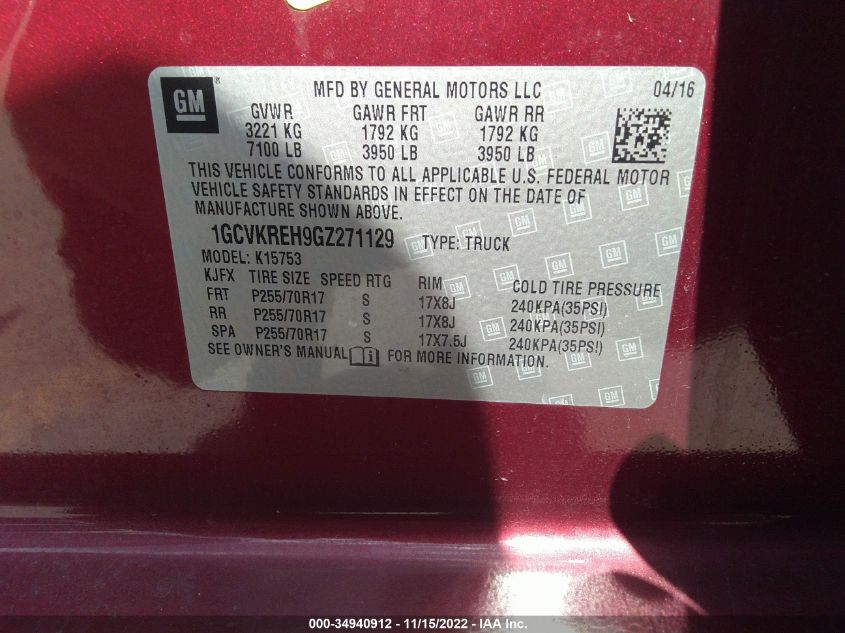 GM
MFD BY GENERAL MOTORS LLC 04/16
GVWR GAWR FRT GAWR RR
3221 KG 1792 KG 1792 KG
7100 LB 3950 LB 3950 LB
THIS VEHICLE CONFORMS TO ALL APPLICABLE U.S. FEDERAL MOTOR
VEHICLE SAFETY STANDARDS IN EFFECT ON THE DATE OF
MANUFACTURE SHOWN ABOVE.
1GCVKREH9GZ271129 TYPE: TRUCK
MODEL: K15753
KJFX TIRE SIZE SPEED RTG RIM COLD TIRE PRESSURE
FRT P255/70R17 S 17X8J 240KPA(35PSI)
RR P255/70R17 S 17X8J 240KPA(35PSI)
SPA P255/70R17 S 17X7.5J 240KPA(35PSI)
SEE OWNER'S MANUAL FOR MORE INFORMATION.
000-34940912 - 11/15/2022 - IAA Inc.